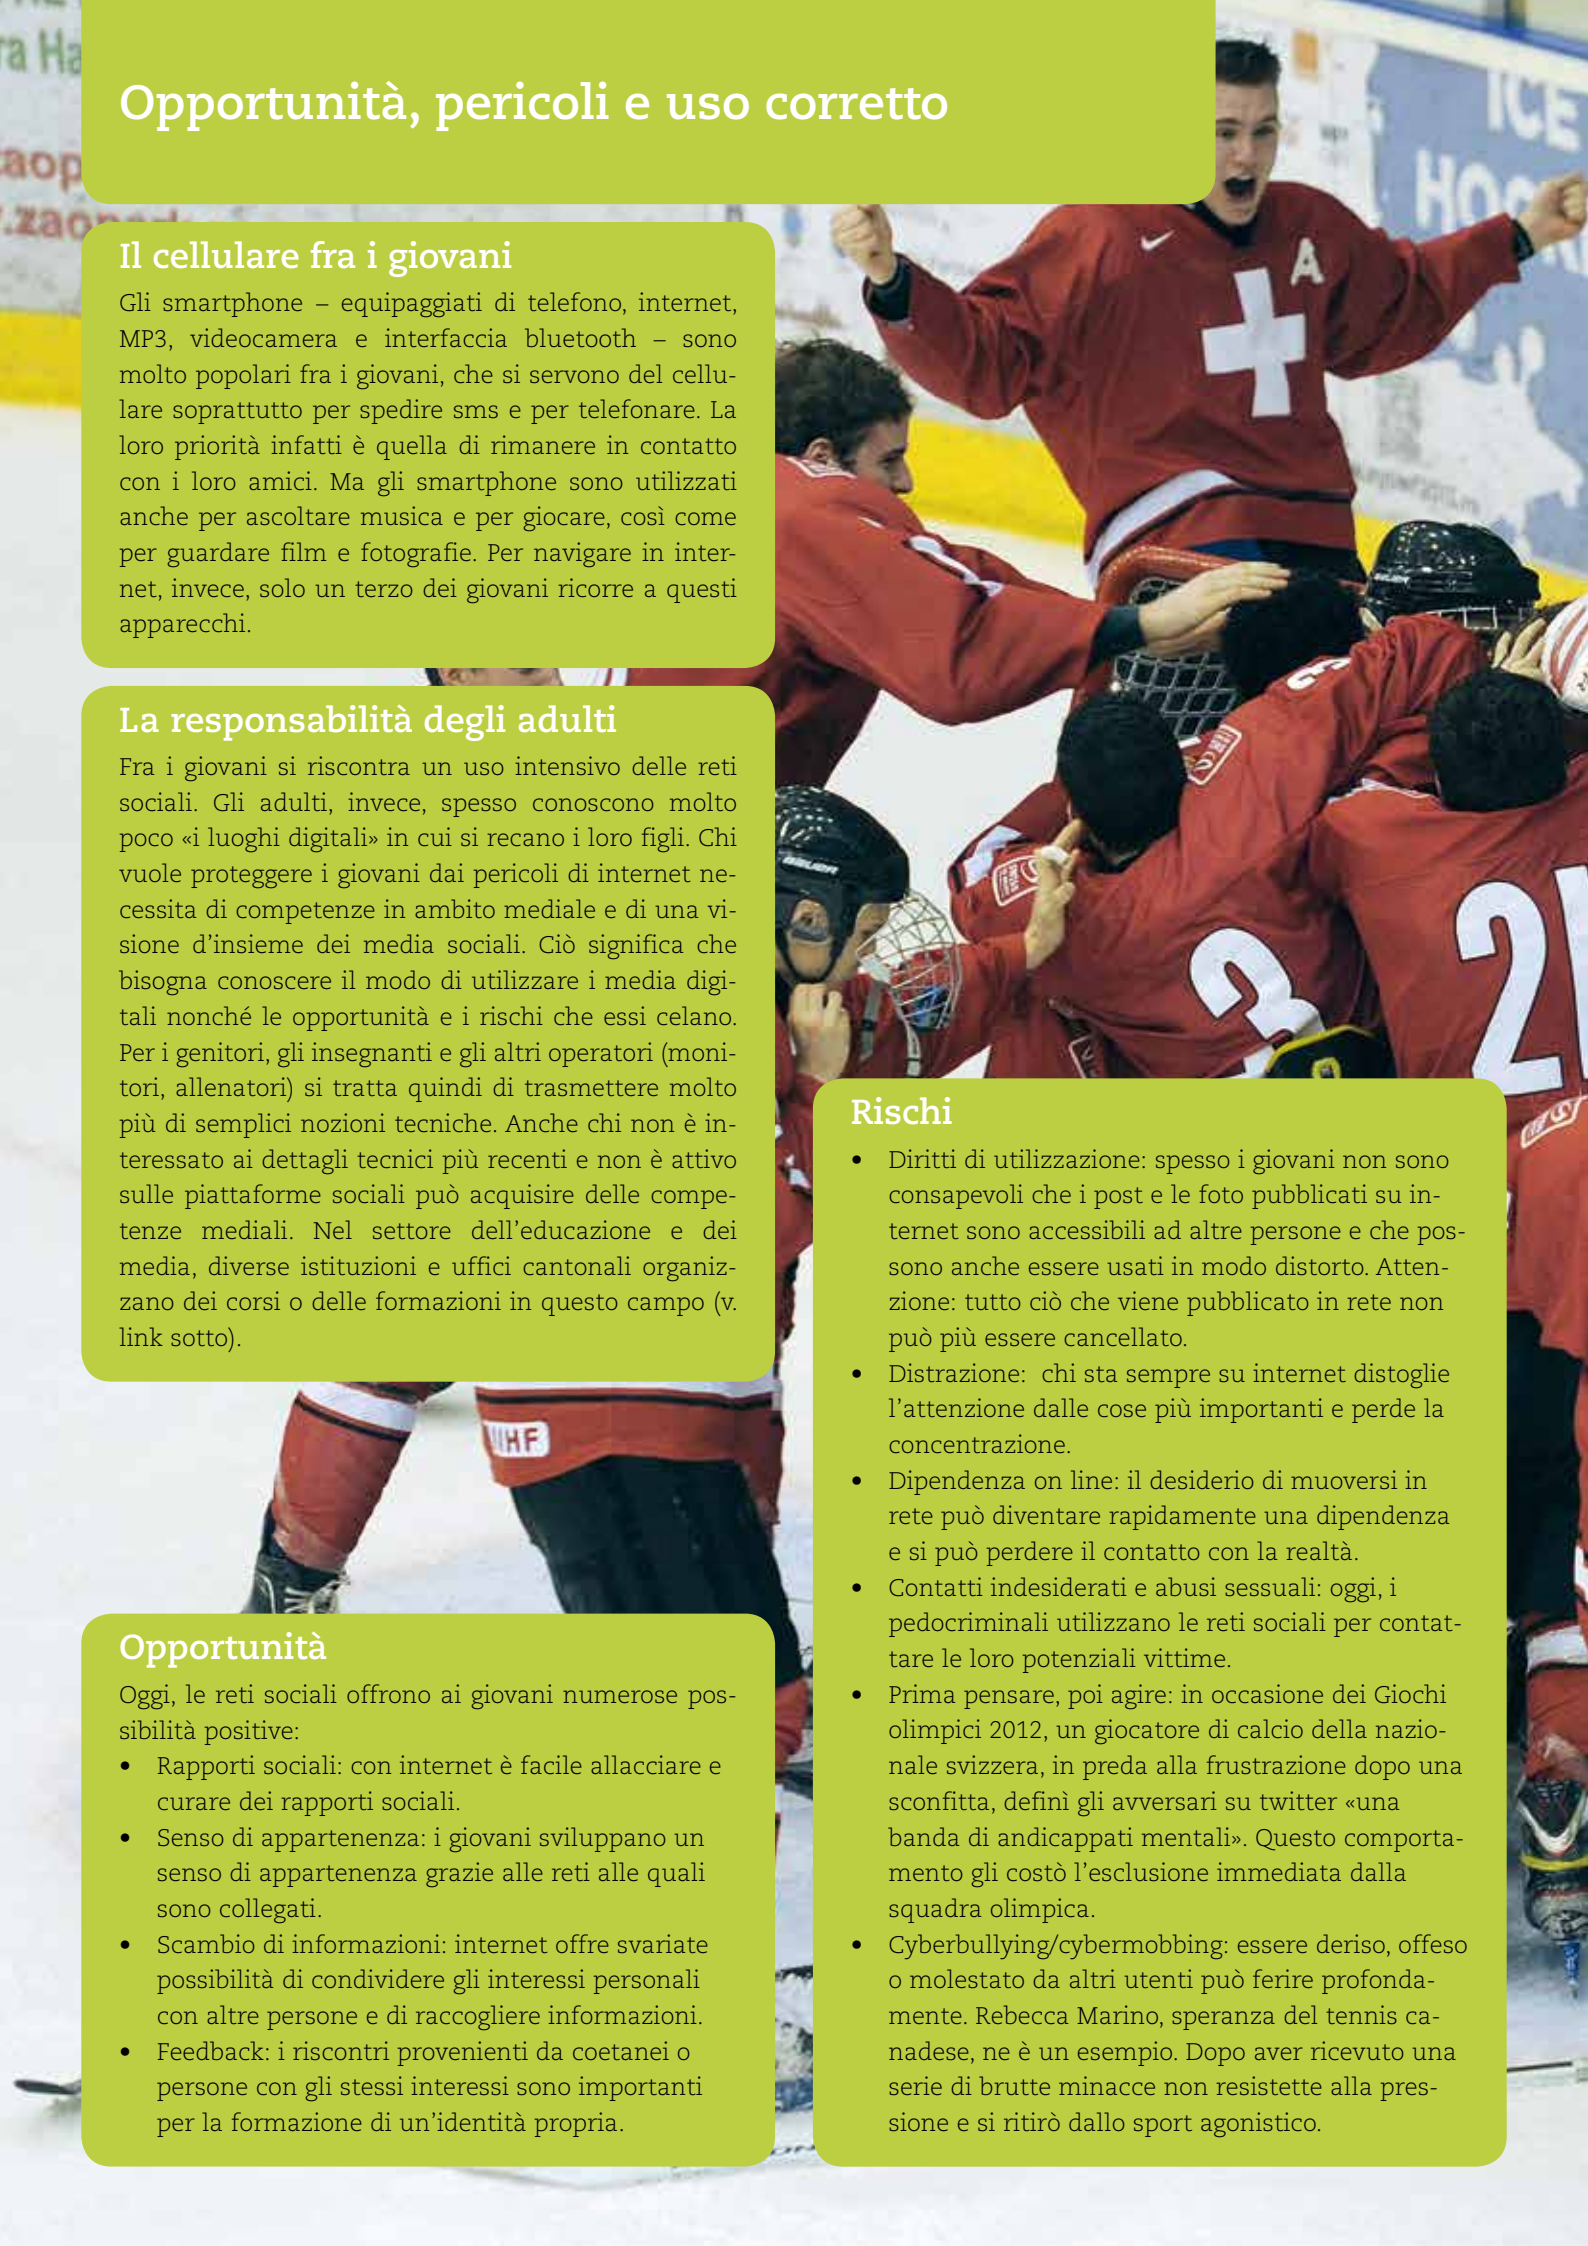 Opportunità, pericoli e uso corretto
Il cellulare fra i giovani
Gli smartphone – equipaggiati di telefono, internet,
MP3, videocamera e interfaccia bluetooth – sono
molto popolari fra i giovani, che si servono del cellu-
lare soprattutto per spedire sms e per telefonare. La
loro priorità infatti è quella di rimanere in contatto
con i loro amici. Ma gli smartphone sono utilizzati
anche per ascoltare musica e per giocare, così come
per guardare film e fotografie. Per navigare in inter-
net, invece, solo un terzo dei giovani ricorre a questi
apparecchi.
La responsabilità degli adulti
Fra i giovani si riscontra un uso intensivo delle reti
sociali. Gli adulti, invece, spesso conoscono molto
poco «i luoghi digitali» in cui si recano i loro figli. Chi
vuole proteggere i giovani dai pericoli di internet ne-
cessita di competenze in ambito mediale e di una vi-
sione d'insieme dei media sociali. Ciò significa che
bisogna conoscere il modo di utilizzare i media digi-
tali nonché le opportunità e i rischi che essi celano.
Per i genitori, gli insegnanti e gli altri operatori (moni-
tori, allenatori) si tratta quindi di trasmettere molto
più di semplici nozioni tecniche. Anche chi non è in-
teressato ai dettagli tecnici più recenti e non è attivo
sulle piattaforme sociali può acquisire delle compe-
tenze mediali. Nel settore dell'educazione e dei
media, diverse istituzioni e uffici cantonali organiz-
zano dei corsi o delle formazioni in questo campo (v.
link sotto).
Opportunità
Oggi, le reti sociali offrono ai giovani numerose pos-
sibilità positive:
• Rapporti sociali: con internet è facile allacciare e
curare dei rapporti sociali.
• Senso di appartenenza: i giovani sviluppano un
senso di appartenenza grazie alle reti alle quali
sono collegati.
• Scambio di informazioni: internet offre svariate
possibilità di condividere gli interessi personali
con altre persone e di raccogliere informazioni.
• Feedback: i riscontri provenienti da coetanei o
persone con gli stessi interessi sono importanti
per la formazione di un'identità propria.
Rischi
• Diritti di utilizzazione: spesso i giovani non sono
consapevoli che i post e le foto pubblicati su in-
ternet sono accessibili ad altre persone e che pos-
sono anche essere usati in modo distorto. Atten-
zione: tutto ciò che viene pubblicato in rete non
può più essere cancellato.
• Distrazione: chi sta sempre su internet distoglie
l'attenzione dalle cose più importanti e perde la
concentrazione.
• Dipendenza on line: il desiderio di muoversi in
rete può diventare rapidamente una dipendenza
e si può perdere il contatto con la realtà.
• Contatti indesiderati e abusi sessuali: oggi, i
pedocriminali utilizzano le reti sociali per contat-
tare le loro potenziali vittime.
• Prima pensare, poi agire: in occasione dei Giochi
olimpici 2012, un giocatore di calcio della nazio-
nale svizzera, in preda alla frustrazione dopo una
sconfitta, definì gli avversari su twitter «una
banda di andicappati mentali». Questo comporta-
mento gli costò l'esclusione immediata dalla
squadra olimpica.
• Cyberbullying/cybermobbing: essere deriso, offeso
o molestato da altri utenti può ferire profonda-
mente. Rebecca Marino, speranza del tennis ca-
nadese, ne è un esempio. Dopo aver ricevuto una
serie di brutte minacce non resistette alla pres-
sione e si ritirò dallo sport agonistico.
ICE
A
3
BAUER